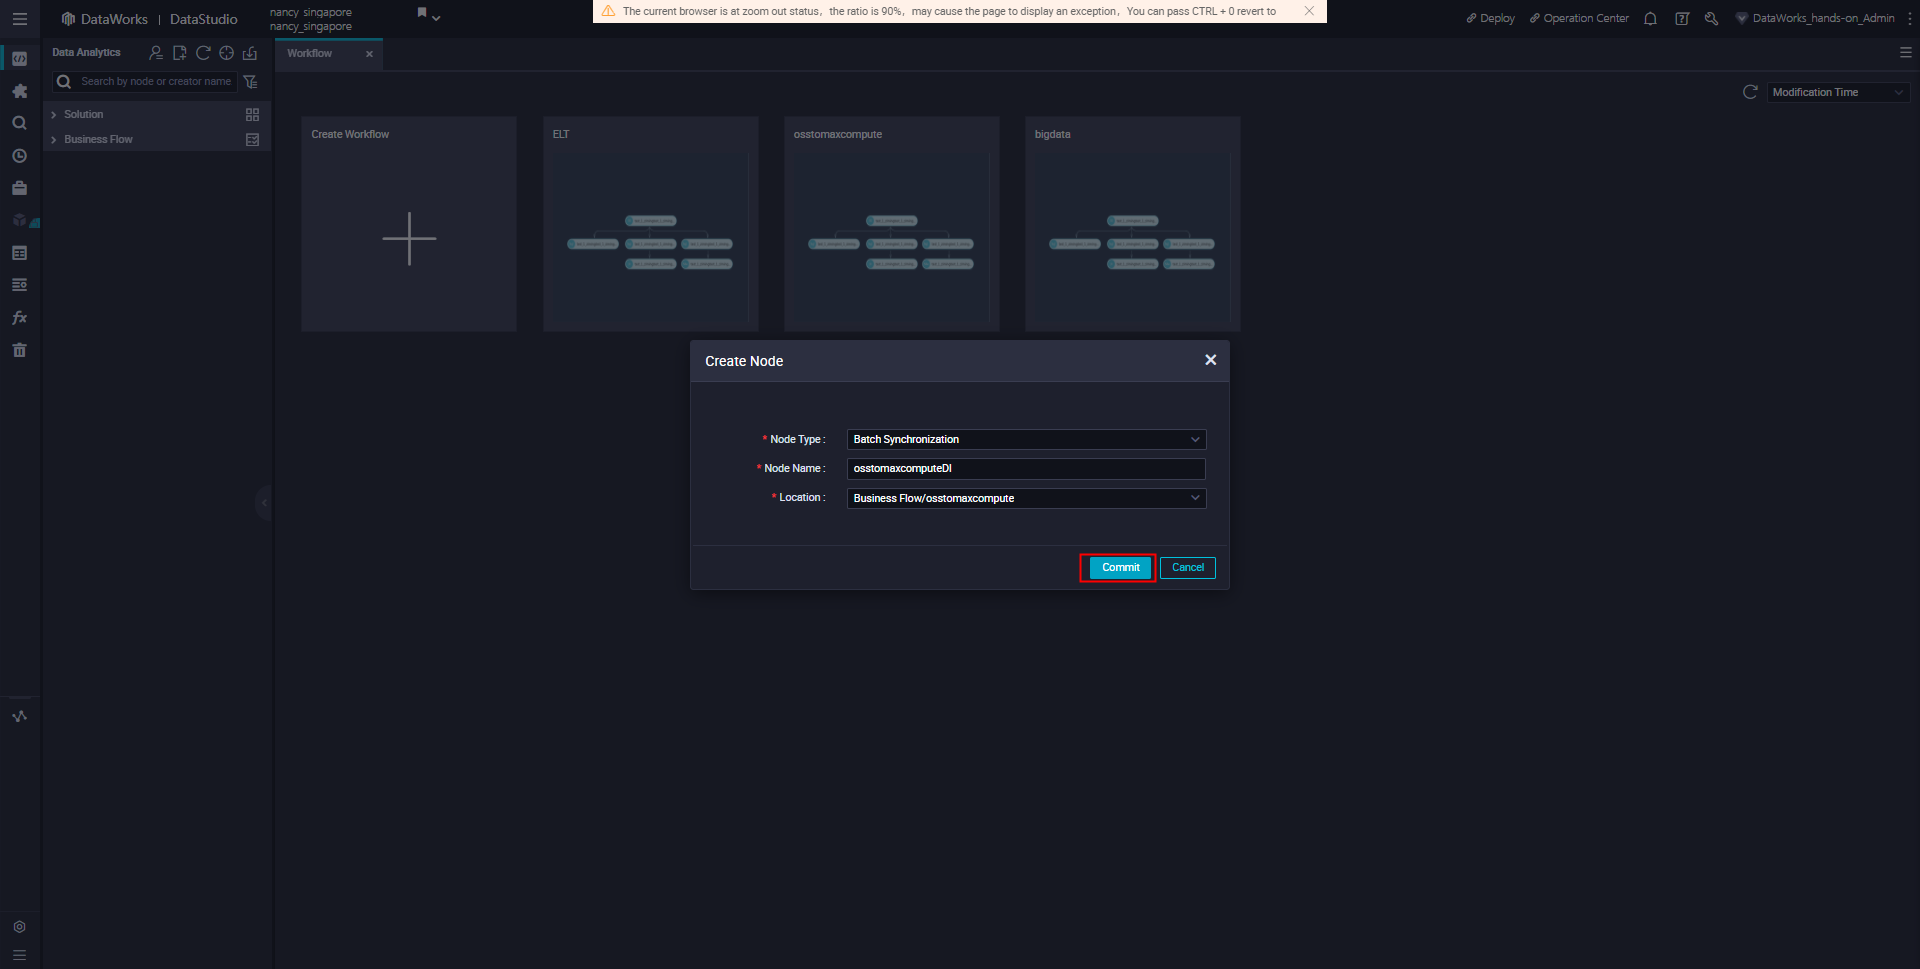 DataWorks | DataStudio
nancy_singapore
nancy_singapore
The current browser is at zoom out status，the ratio is 90%，may cause the page to display an exception，You can pass CTRL + 0 revert to
Deploy
Operation Center
DataWorks_hands-on_Admin
Data Analytics
Workflow
Search by node or creator name
Solution
Business Flow
Modification Time
Create Workflow
ELT
osstomaxcompute
bigdata
Create Node
* Node Type :
Batch Synchronization
* Node Name :
osstomaxcomputeDI
* Location :
Business Flow/osstomaxcompute
Commit
Cancel